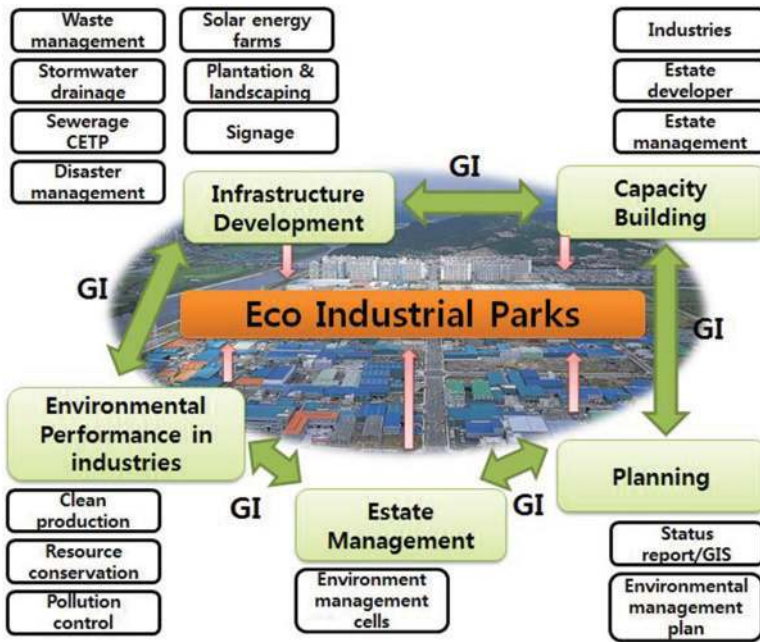 Waste
management
Solar energy
farms
Industries
Stormwater
drainage
Plantation &
landscaping
Estate
developer
Sewerage
CETP
Signage
Estate
management
Disaster
management
GI
Infrastructure
Development
Capacity
Building
GI
Eco Industrial Parks
GI
Environmental
Performance in
industries
Planning
GI
GI
Estate
Management
Clean
production
Resource
conservation
Pollution
control
Environment
management
cells
Status
report/GIS
Environmental
management
plan